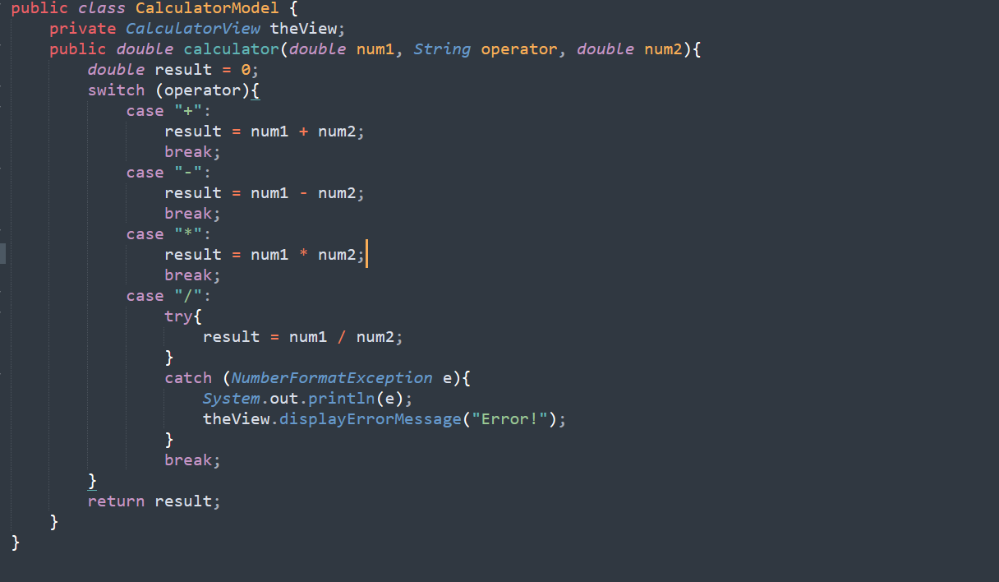 public class CalculatorModel {
    private CalculatorView theView;
    public double calculator(double num1, String operator, double num2){
        double result = 0;
        switch (operator){
            case "+":
                result = num1 + num2;
                break;
            case "-":
                result = num1 - num2;
                break;
            case "*":
                result = num1 * num2;
                break;
            case "/":
                try{
                    result = num1 / num2;
                }
                catch (NumberFormatException e){
                    System.out.println(e);
                    theView.displayErrorMessage("Error!");
                }
                break;
        }
        return result;
    }
}